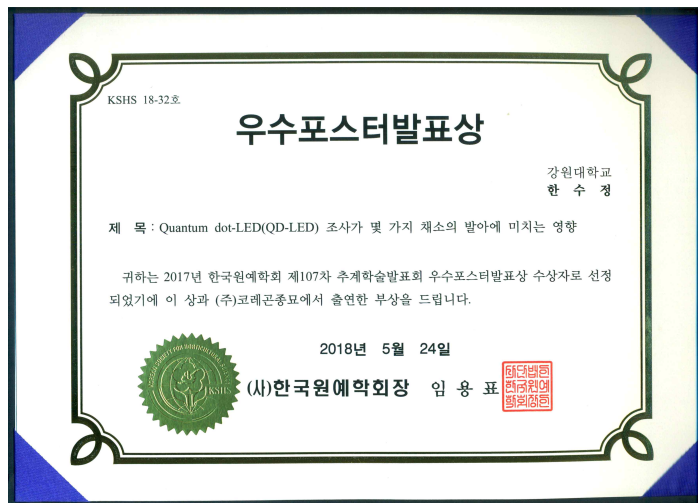 KSHS 18-32호
우수포스터발표상
강원대학교
한 수 정
제 목 : Quantum dot-LED(QD-LED) 조사가 몇 가지 채소의 발아에 미치는 영향
귀하는 2017년 한국원예학회 제107차 추계학술발표회 우수포스터발표상 수상자로 선정
되었기에 이 상과 (주)코레곤종묘에서 출연한 부상을 드립니다.
2018년 5월 24일
(사)한국원예학회장 임 용 표
KSHS